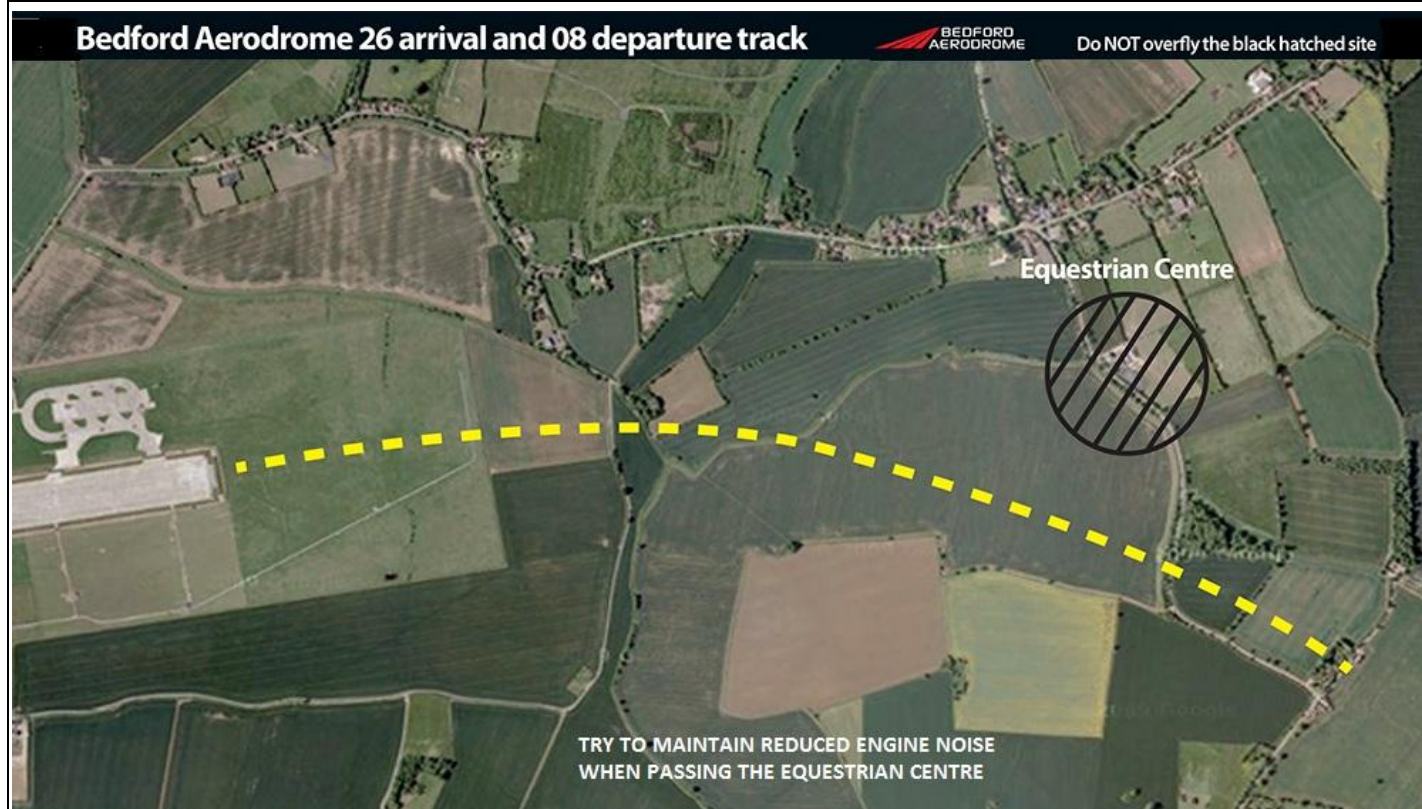 Bedford Aerodrome 26 arrival and 08 departure track
BEDFORD
AERODROME
Do NOT overfly the black hatched site
Equestrian Centre
TRY TO MAINTAIN REDUCED ENGINE NOISE
WHEN PASSING THE EQUESTRIAN CENTRE